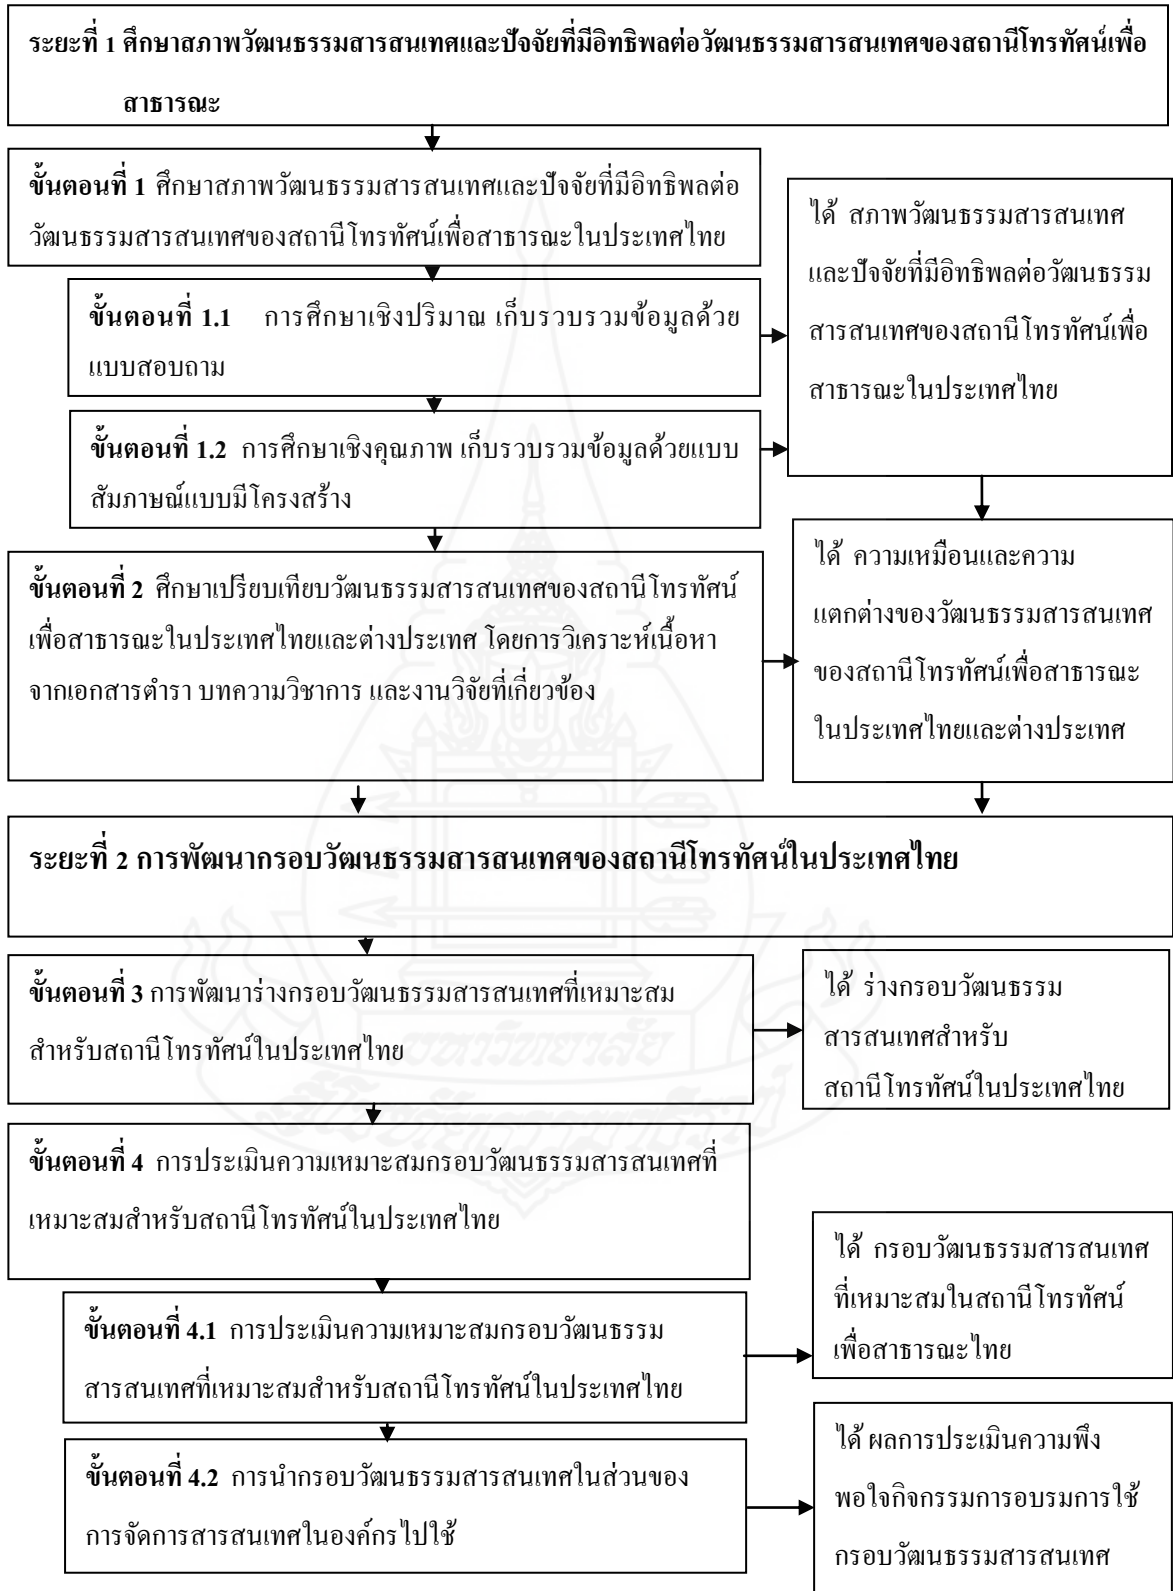 ระยะที่ 1 ศึกษาสภาพวัฒนธรรมสารสนเทศและปัจจัยที่มีอิทธิพลต่อวัฒนธรรมสารสนเทศของสถานีโทรทัศน์เพื่อ
สาธารณะ
ขั้นตอนที่ 1 ศึกษาสภาพวัฒนธรรมสารสนเทศและปัจจัยที่มีอิทธิพลต่อ
วัฒนธรรมสารสนเทศของสถานีโทรทัศน์เพื่อสาธารณะในประเทศไทย
ขั้นตอนที่ 1.1 การศึกษาเชิงปริมาณ เก็บรวบรวมข้อมูลด้วย
แบบสอบถาม
ขั้นตอนที่ 1.2 การศึกษาเชิงคุณภาพ เก็บรวบรวมข้อมูลด้วยแบบ
สัมภาษณ์แบบมีโครงสร้าง
ได้ สภาพวัฒนธรรมสารสนเทศ
และปัจจัยที่มีอิทธิพลต่อวัฒนธรรม
สารสนเทศของสถานีโทรทัศน์เพื่อ
สาธารณะในประเทศไทย
ขั้นตอนที่ 2 ศึกษาเปรียบเทียบวัฒนธรรมสารสนเทศของสถานีโทรทัศน์
เพื่อสาธารณะในประเทศไทยและต่างประเทศ โดยการวิเคราะห์เนื้อหา
จากเอกสารตำรา บทความวิชาการ และงานวิจัยที่เกี่ยวข้อง
ได้ ความเหมือนและความ
แตกต่างของวัฒนธรรมสารสนเทศ
ของสถานีโทรทัศน์เพื่อสาธารณะ
ในประเทศไทยและต่างประเทศ
ระยะที่ 2 การพัฒนากรอบวัฒนธรรมสารสนเทศของสถานีโทรทัศน์ในประเทศไทย
ขั้นตอนที่ 3 การพัฒนาร่างกรอบวัฒนธรรมสารสนเทศที่เหมาะสม
สำหรับสถานีโทรทัศน์ในประเทศไทย
ได้ ร่างกรอบวัฒนธรรม
สารสนเทศสำหรับ
สถานีโทรทัศน์ในประเทศไทย
มหาวิทยาลัย
สุโขทัยธรรมาธิราช
ขั้นตอนที่ 4 การประเมินความเหมาะสมกรอบวัฒนธรรมสารสนเทศที่
เหมาะสมสำหรับสถานีโทรทัศน์ในประเทศไทย
ขั้นตอนที่ 4.1 การประเมินความเหมาะสมกรอบวัฒนธรรม
สารสนเทศที่เหมาะสมสำหรับสถานีโทรทัศน์ในประเทศไทย
ได้ กรอบวัฒนธรรมสารสนเทศ
ที่เหมาะสมในสถานีโทรทัศน์
เพื่อสาธารณะไทย
ขั้นตอนที่ 4.2 การนำกรอบวัฒนธรรมสารสนเทศในส่วนของ
การจัดการสารสนเทศในองค์กรไปใช้
ได้ ผลการประเมินความพึง
พอใจกิจกรรมการอบรมการใช้
กรอบวัฒนธรรมสารสนเทศ